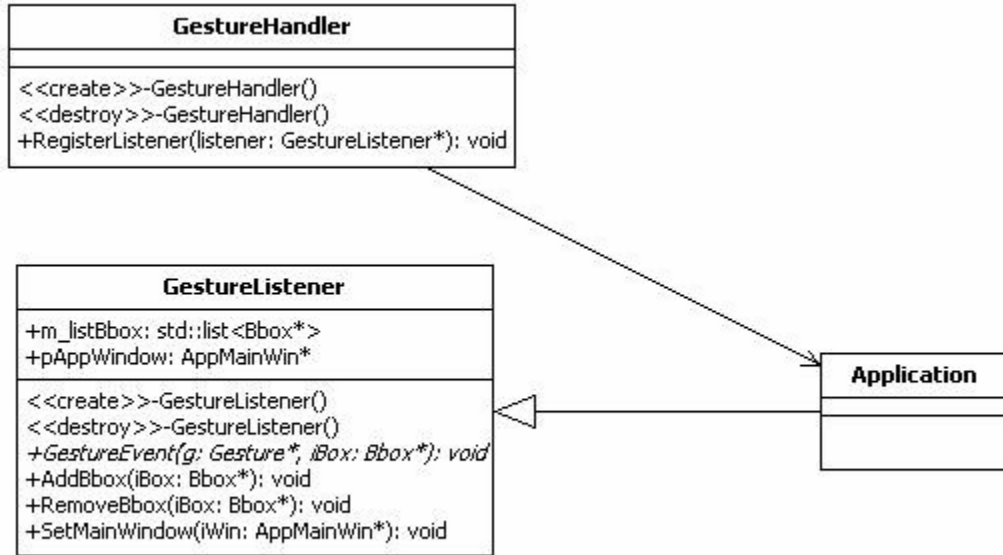 GestureHandler
<<create>>-GestureHandler()
<<destroy>>-GestureHandler()
+RegisterListener(listener: GestureListener*): void
GestureListener
+m_listBbox: std::list<Bbox*>
+pAppWindow: AppMainWin*
<<create>>-GestureListener()
<<destroy>>-GestureListener()
+GestureEvent(g: Gesture*, iBox: Bbox*): void
+AddBbox(iBox: Bbox*): void
+RemoveBbox(iBox: Bbox*): void
+SetMainWindow(iWin: AppMainWin*): void
Application